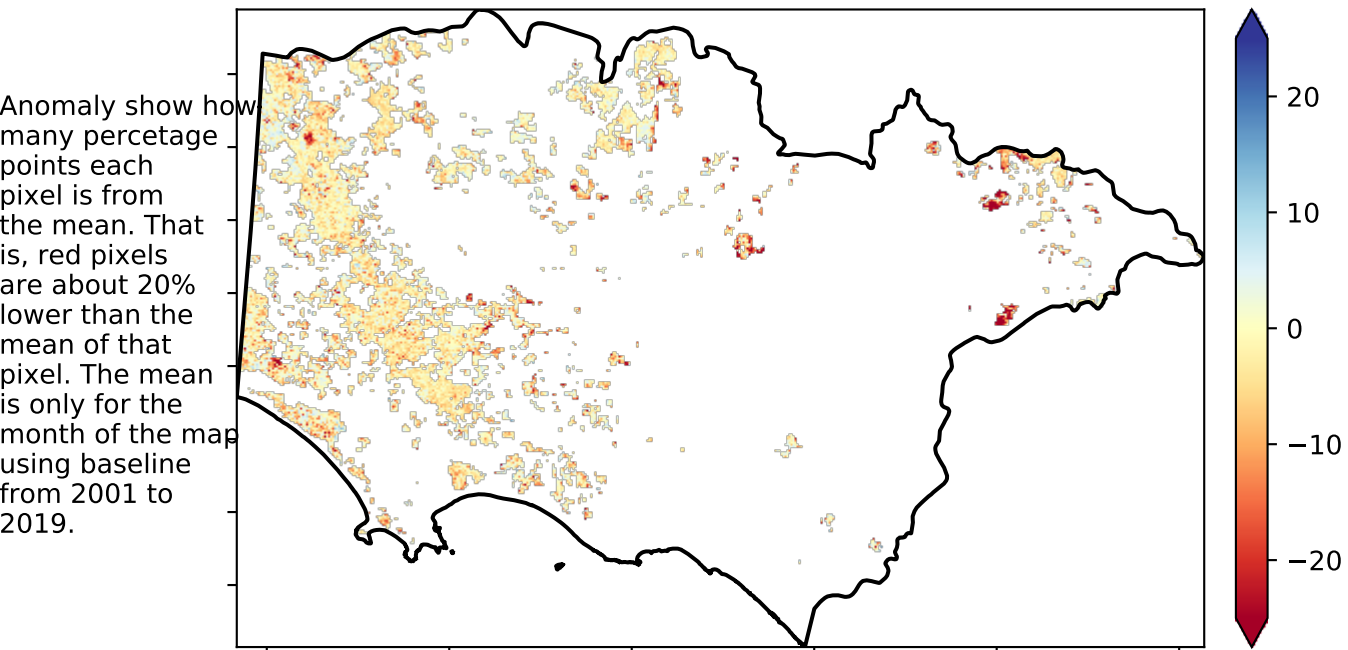 Anomaly show how
many percetage
points each
pixel is from
the mean. That
is, red pixels
are about 20%
lower than the
mean of that
pixel. The mean
is only for the
month of the map
using baseline
from 2001 to
2019.
20
10
0
−10
−20